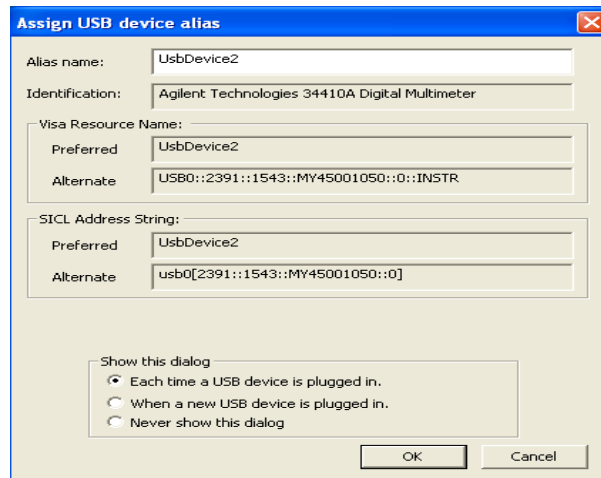 Assign USB device alias
Alias name: UsbDevice2
Identification: Agilent Technologies 34410A Digital Multimeter
Visa Resource Name:
Preferred UsbDevice2
Alternate USB0::2391::1543::MY45001050::0::INSTR
SICL Address String:
Preferred UsbDevice2
Alternate usb0[2391::1543::MY45001050::0]
Show this dialog
Each time a USB device is plugged in.
When a new USB device is plugged in.
Never show this dialog
OK Cancel